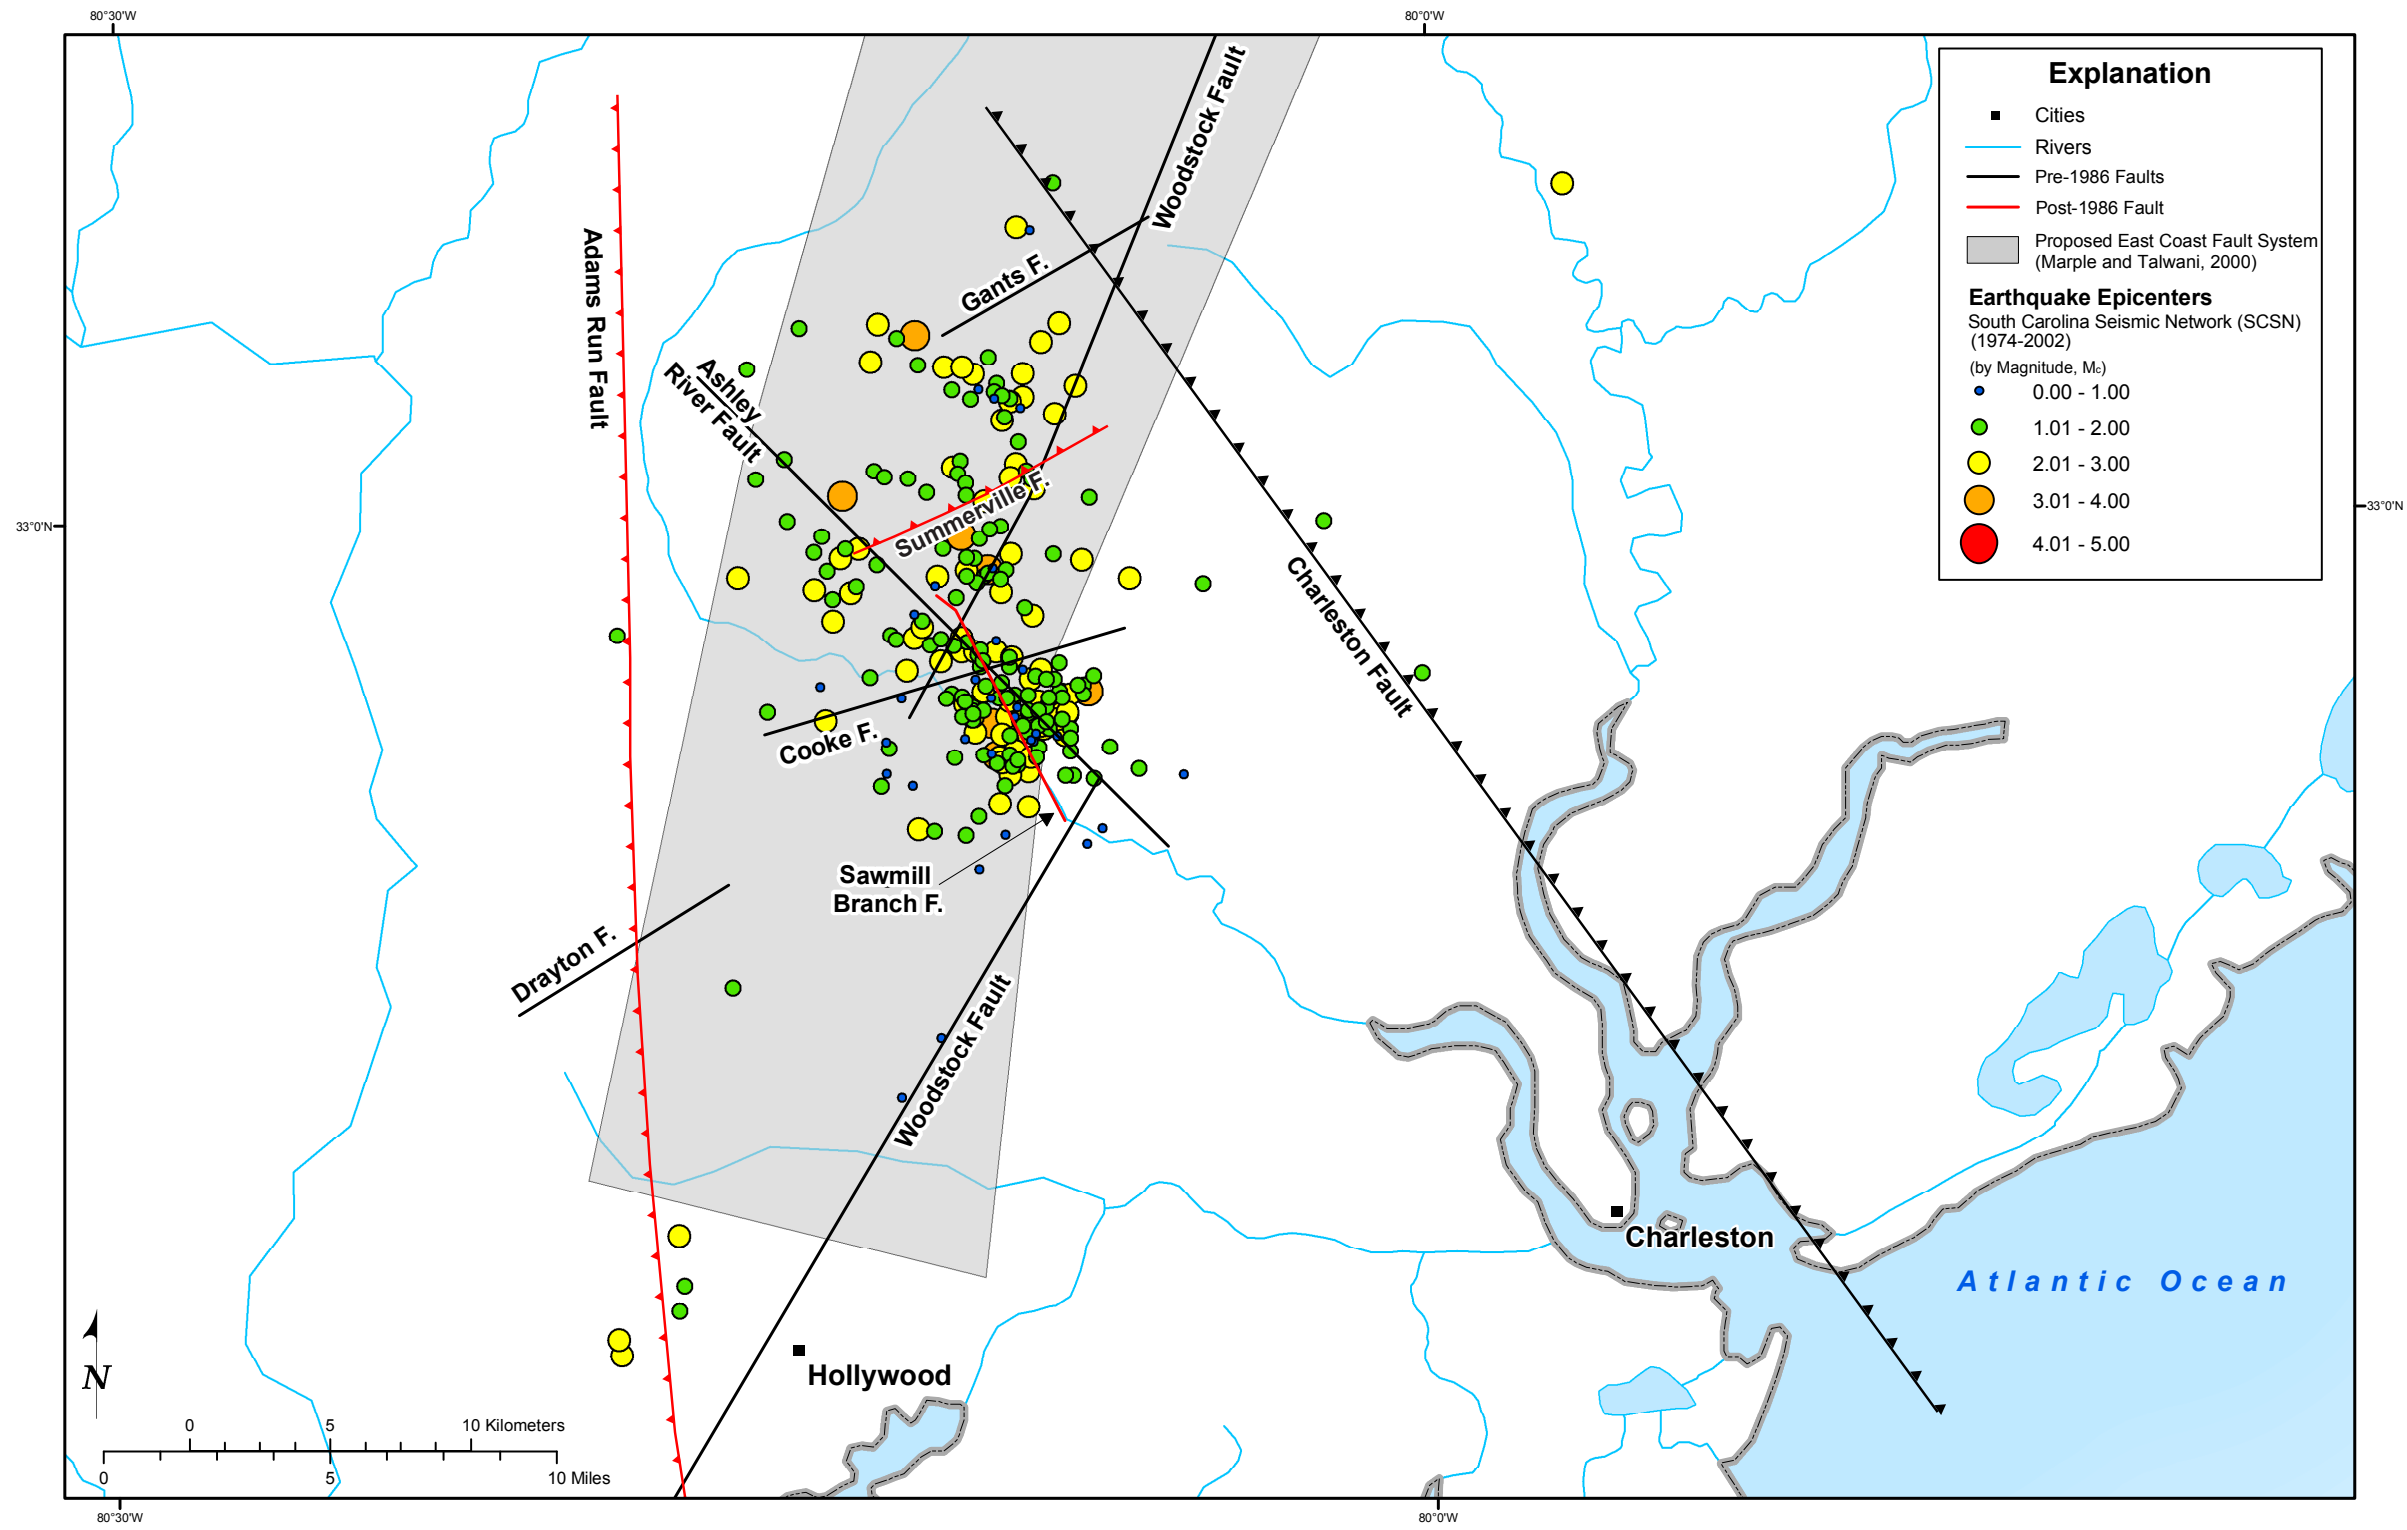 80°30'W
80°0'W
Explanation
Cities
Rivers
Pre-1986 Faults
Post-1986 Fault
Proposed East Coast Fault System
(Marple and Talwani, 2000)
Earthquake Epicenters
South Carolina Seismic Network (SCSN)
(1974-2002)
(by Magnitude, Mc)
0.00 - 1.00
1.01 - 2.00
2.01 - 3.00
3.01 - 4.00
4.01 - 5.00
Woodstock Fault
Gants F.
Adams Run Fault
Ashley
River Fault
Summerville F.
33°0'N
33°0'N
Charleston Fault
Cooke F.
Sawmill
Branch F.
Drayton F.
Woodstock Fault
Charleston
Atlantic Ocean
Hollywood
N
0 5 10 Kilometers
0 5 10 Miles
80°30'W
80°0'W